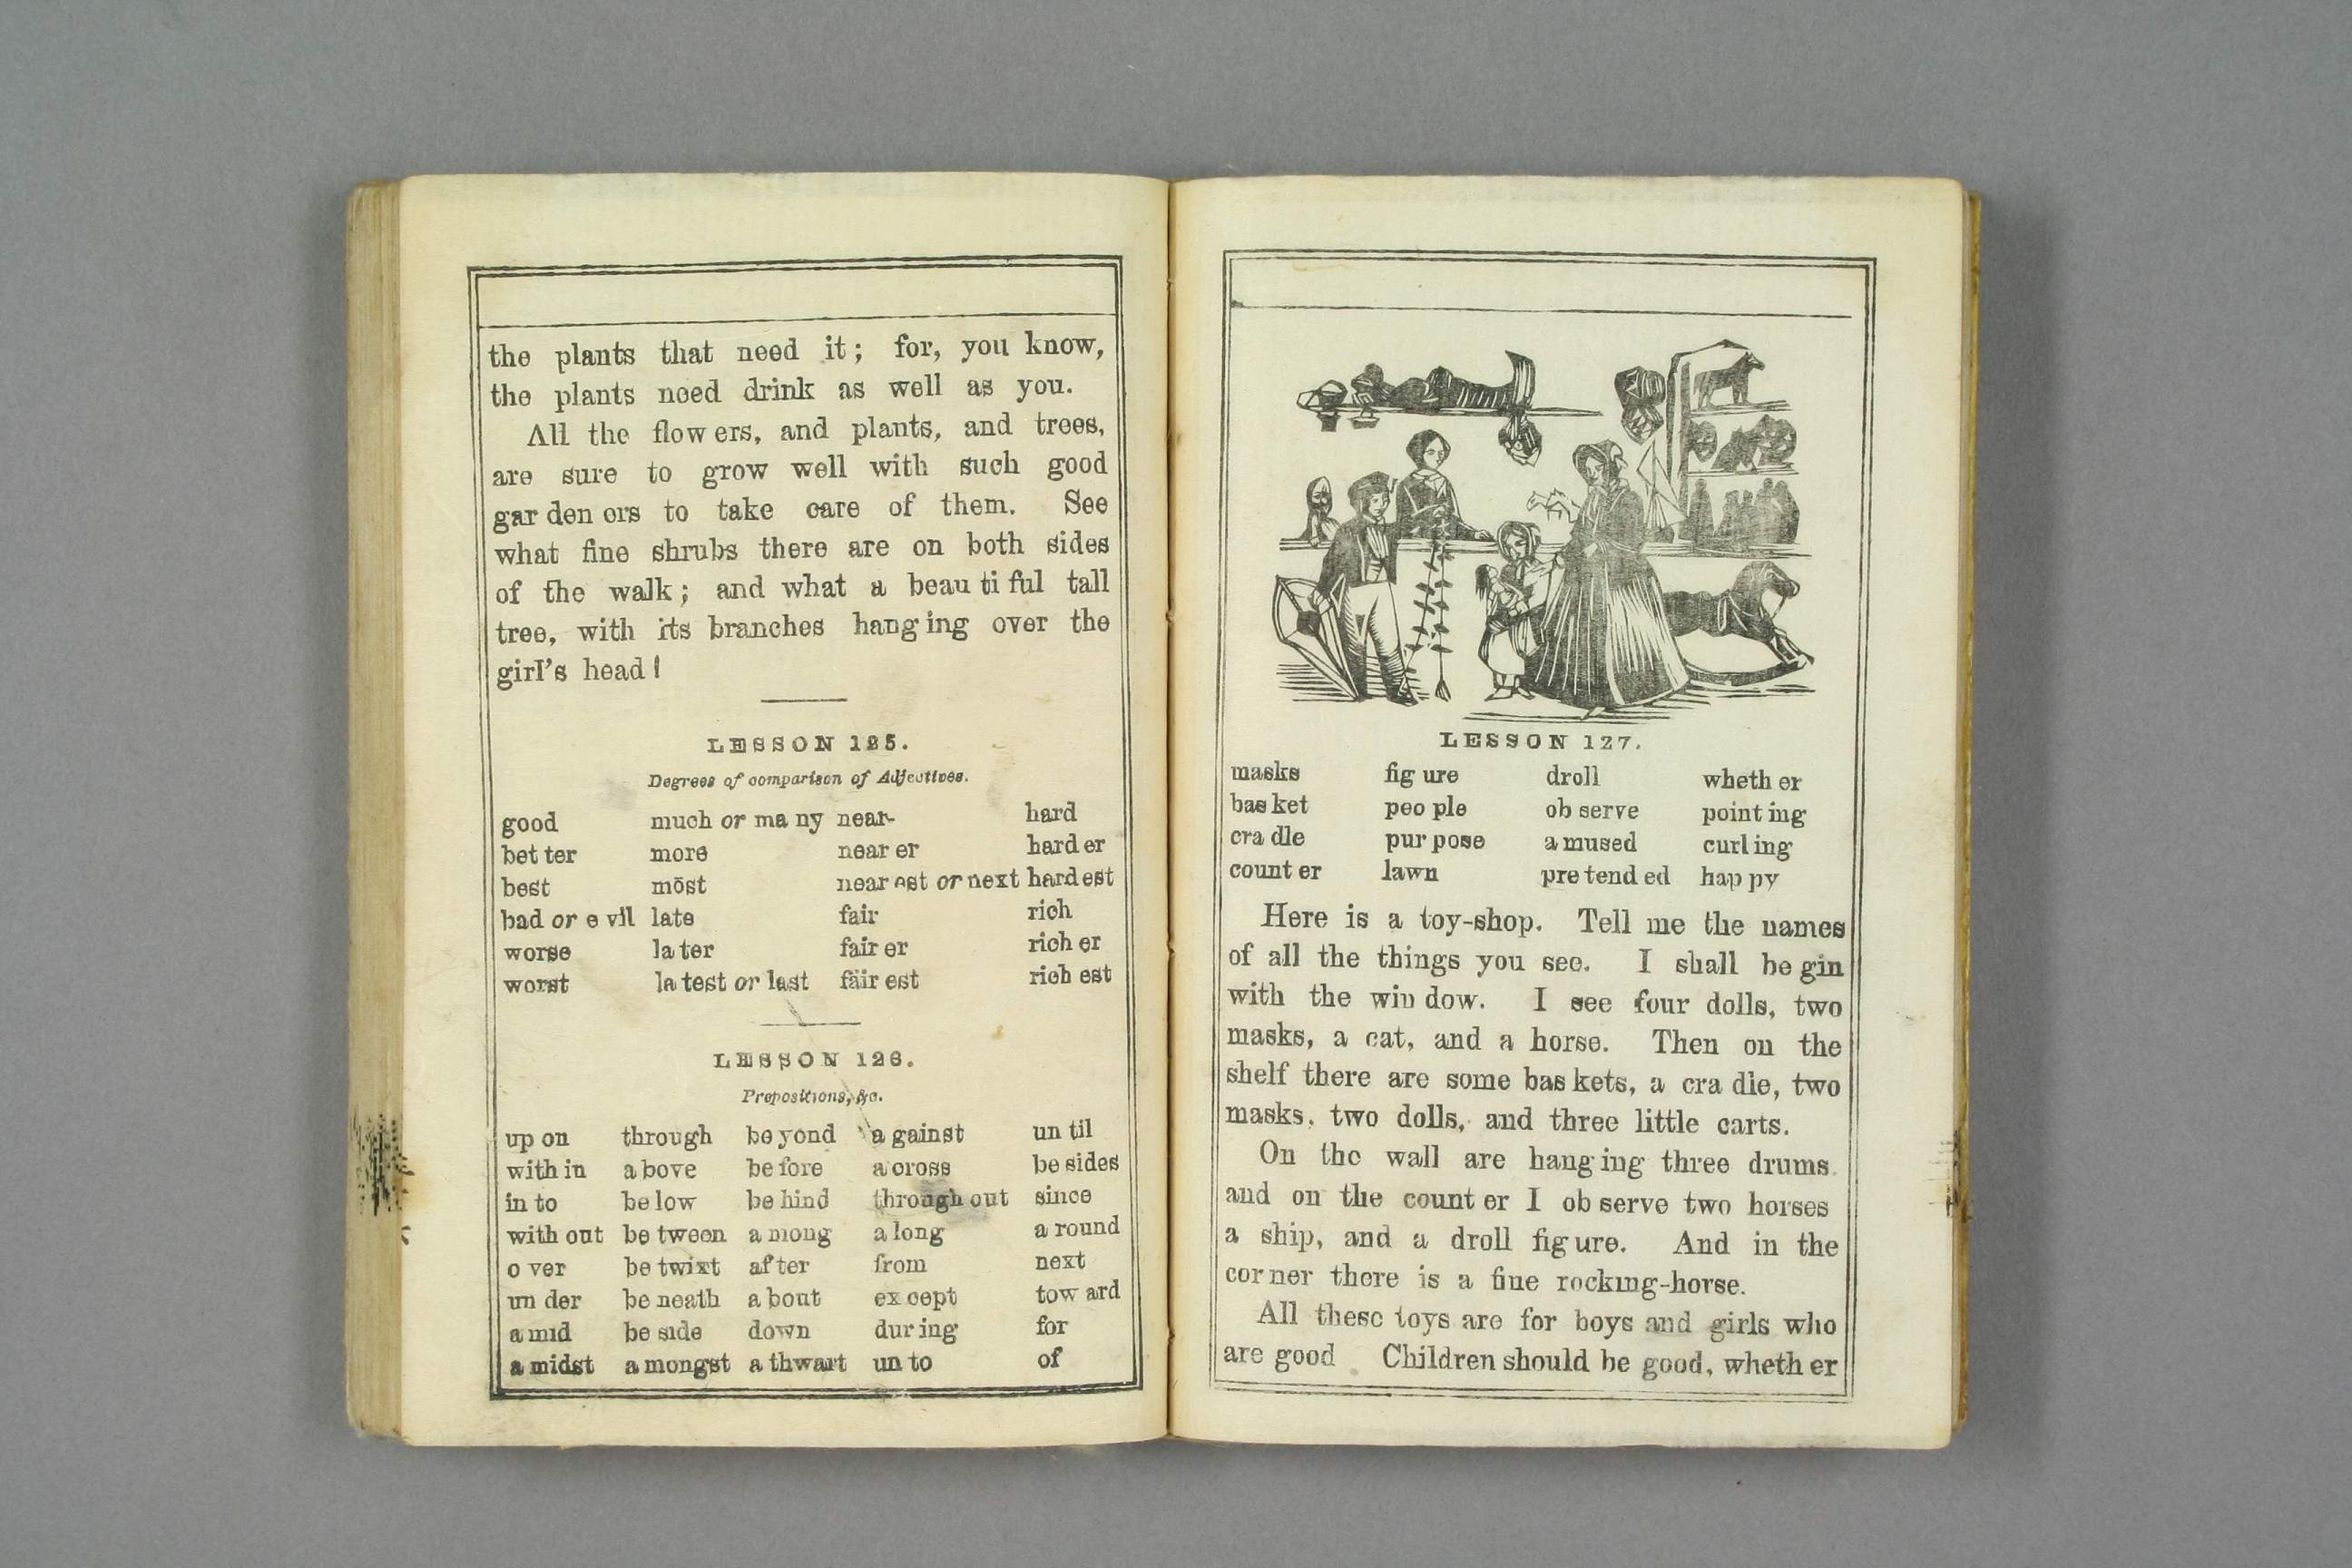 the plants that need it; for, you know,
the plants need drink as well as you.
All the flow ers, and plants, and trees,
are sure to grow well with such good
gar den ors to take care of them. See
what fine shrubs there are on both sides
of the walk; and what a beau ti ful tall
tree, with its branches hang ing over the
girl's head!
LESSON 125.
Degrees of comparison of Adjectives.
good much or ma ny near hard
bet ter more near er hard er
best mōst near est or next hard est
bad or e vil late fair rich
worse la ter fair er rich er
worst la test or last fair est rich est
LESSON 126.
Prepositions, &c.
up on through be yond a gainst un til
with in a bove be fore a cross be sides
in to be low be hind through out since
with out be tween a mong a long a round
o ver be twixt af ter from next
un der be neath a bout ex cept tow ard
a mid be side down dur ing for
a midst a mongst a thwart un to of
LESSON 127.
masks fig ure droll wheth er
bas ket peo ple ob serve point ing
cra dle pur pose a mused curl ing
count er lawn pre tend ed hap py
Here is a toy-shop. Tell me the names
of all the things you see. I shall be gin
with the win dow. I see four dolls, two
masks, a cat, and a horse. Then on the
shelf there are some bas kets, a cra dle, two
masks, two dolls, and three little carts.
On the wall are hang ing three drums
and on the count er I ob serve two horses
a ship, and a droll fig ure. And in the
cor ner there is a fine rocking-horse.
All these toys are for boys and girls who
are good Children should be good, wheth er